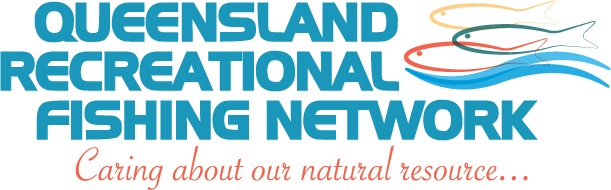 QUEENSLAND
RECREATIONAL
FISHING NETWORK
Caring about our natural resource...